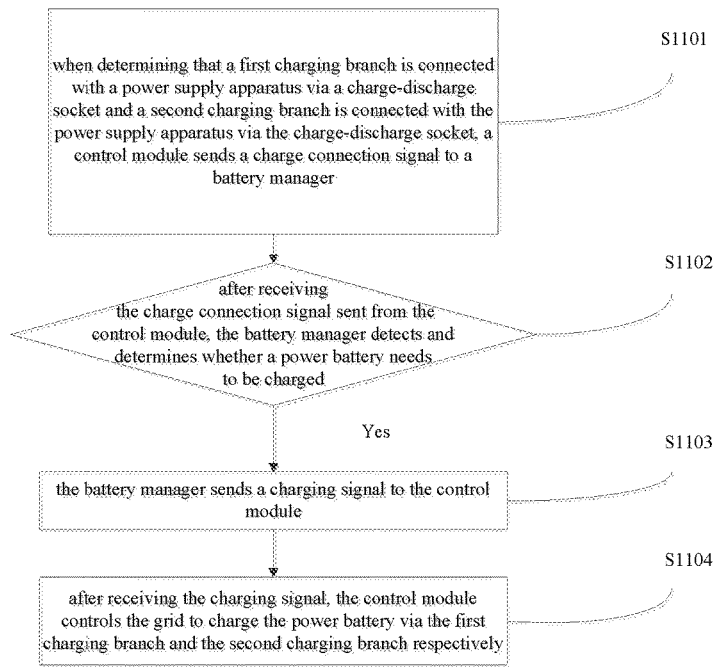 S1101
when determining that a first charging branch is connected
with a power supply apparatus via a charge-discharge
socket and a second charging branch is connected with the
power supply apparatus via the charge-discharge socket, a
control module sends a charge connection signal to a
battery manager
S1102
after receiving
the charge connection signal sent from the
control module, the battery manager detects and
determines whether a power battery needs
to be charged
Yes
S1103
the battery manager sends a charging signal to the control
module
S1104
after receiving the charging signal, the control module
controls the grid to charge the power battery via the first
charging branch and the second charging branch respectively